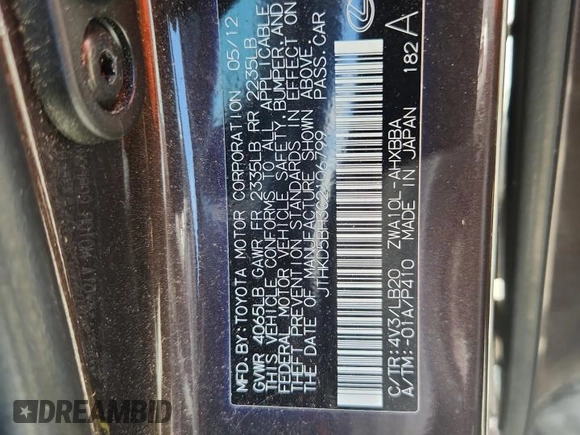 MFD.BY:TOYOTA MOTOR CORPORATION 05/12
GVWR 4065LB GAWR FR 2335LB RR 2235LB
THIS VEHICLE CONFORMS TO ALL APPLICABLE
FEDERAL MOTOR VEHICLE SAFETY, BUMPER, AND
THEFT PREVENTION STANDARDS IN EFFECT ON
THE DATE OF MANUFACTURE SHOWN ABOVE.
JTHKD5BH3C2106799 PASS.CAR
C/TR:4V3/LB20 ZWA10L-AHXBBA
A/TM:-01A/P410 MADE IN JAPAN 182 A
DREAMBID